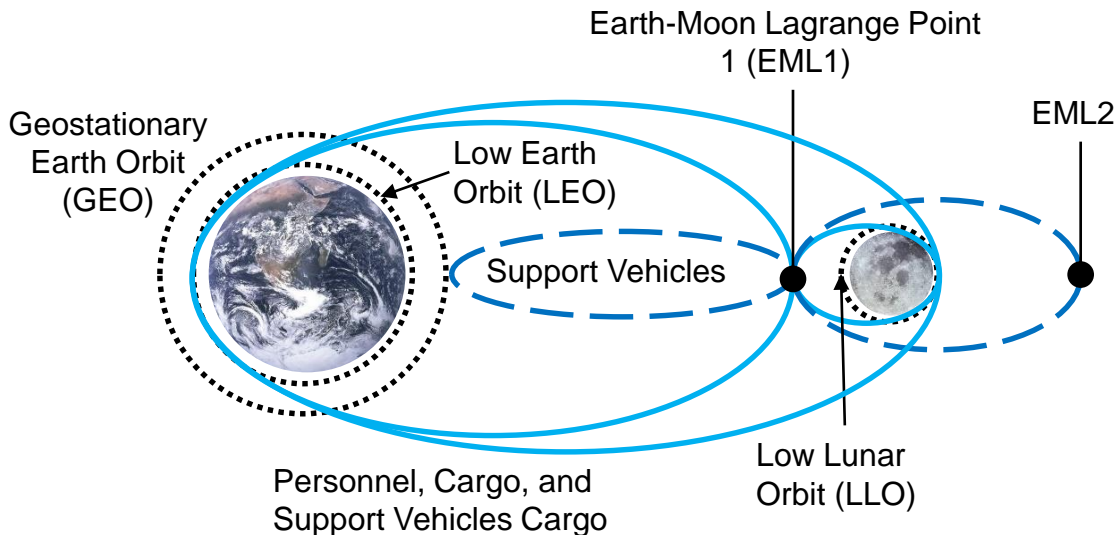 Earth-Moon Lagrange Point
1 (EML1)
EML2
Geostationary
Earth Orbit
(GEO)
Low Earth
Orbit (LEO)
Support Vehicles
Low Lunar
Orbit (LLO)
Personnel, Cargo, and
Support Vehicles Cargo